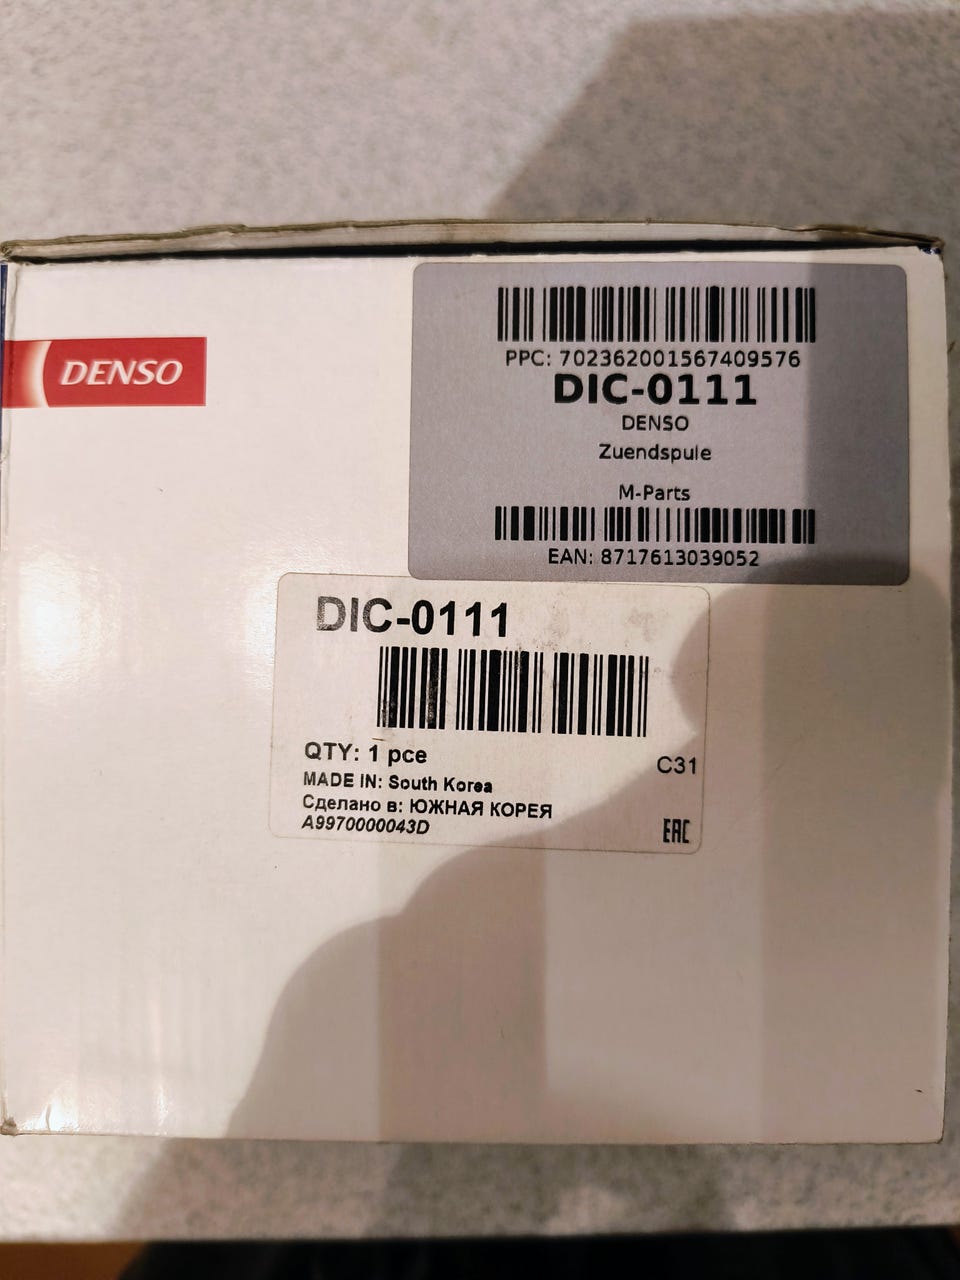 DENSO
PPC: 702362001567409576
DIC-0111
DENSO
Zuendspule
M-Parts
EAN: 8717613039052
DIC-0111
QTY: 1 pce
C31
MADE IN: South Korea
Сделано в: ЮЖНАЯ КОРЕЯ
A9970000043D
EAC